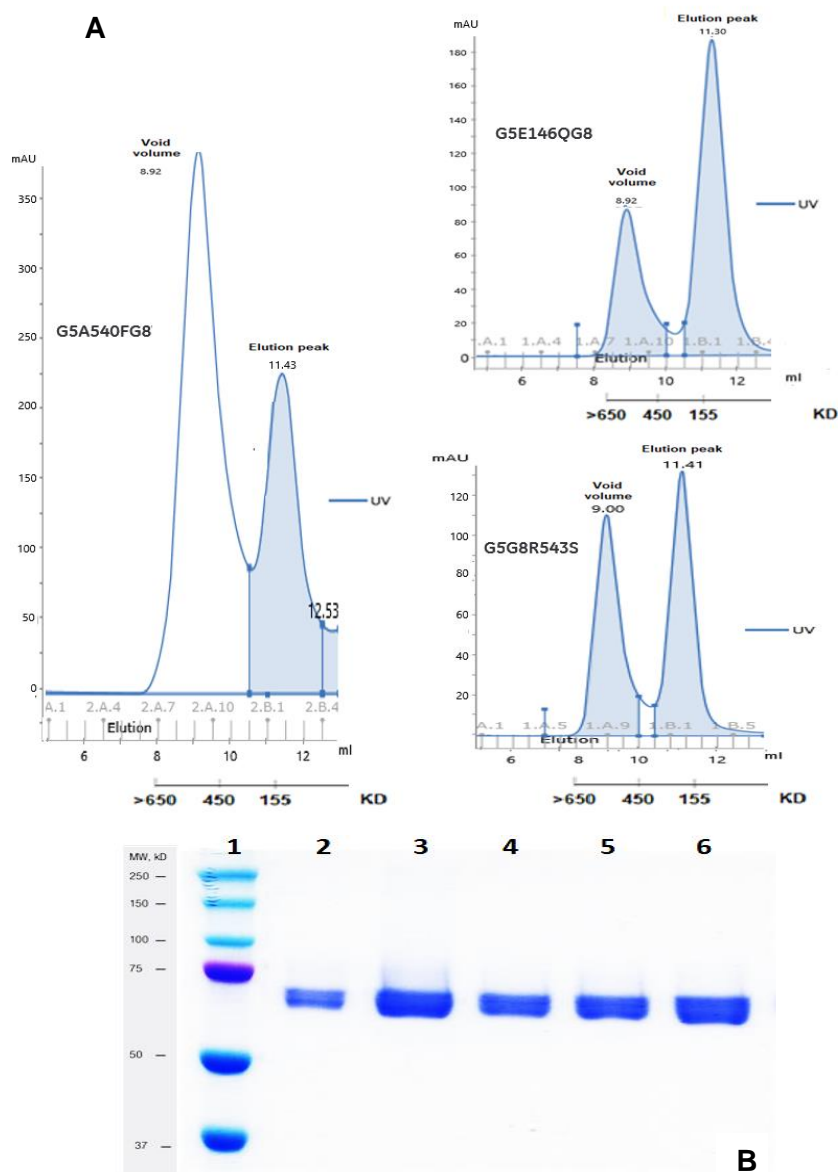 A
mAU
Void
volume
8.92
350
300
250
200
150
100
50
0
G5A540FG8
Elution peak
11.43
UV
12.53
A.1 2.A.4 2.A.7 2.A.10 2.B.1 2.B.4
Elution
6 8 10 12 ml
>650 450 155 KD
mAU
Elution peak
11.30
180
160
140
120
100
80
60
40
20
0
G5E146QG8
Void
volume
8.92
UV
.A.1 1.A.4 1.A.7 1.A.10 1.B.1 1.B.4
Elution
6 8 10 12 ml
>650 450 155 KD
mAU
Elution peak
11.41
Void
volume
9.00
120
100
80
60
40
20
G5G8R543S
UV
A.1 1.A.5 1.A.9 1.B.1 1.B.5
Elution
6 8 10 12 ml
>650 450 155 KD
MW, kD
1 2 3 4 5 6
250
150
100
75
50
37
B